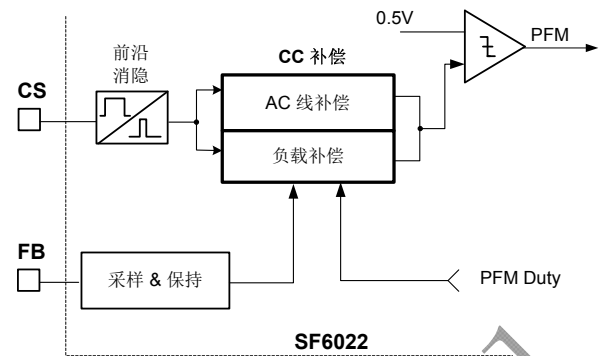 0.5V
PFM
前沿
消隐
CC 补偿
CS
AC 线补偿
负载补偿
FB
采样 & 保持
PFM Duty
SF6022